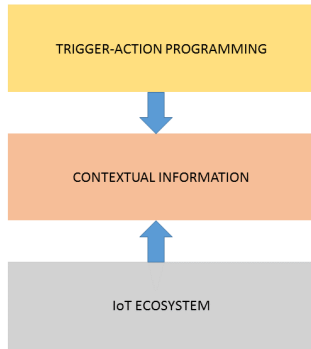 TRIGGER-ACTION PROGRAMMING
CONTEXTUAL INFORMATION
IoT ECOSYSTEM